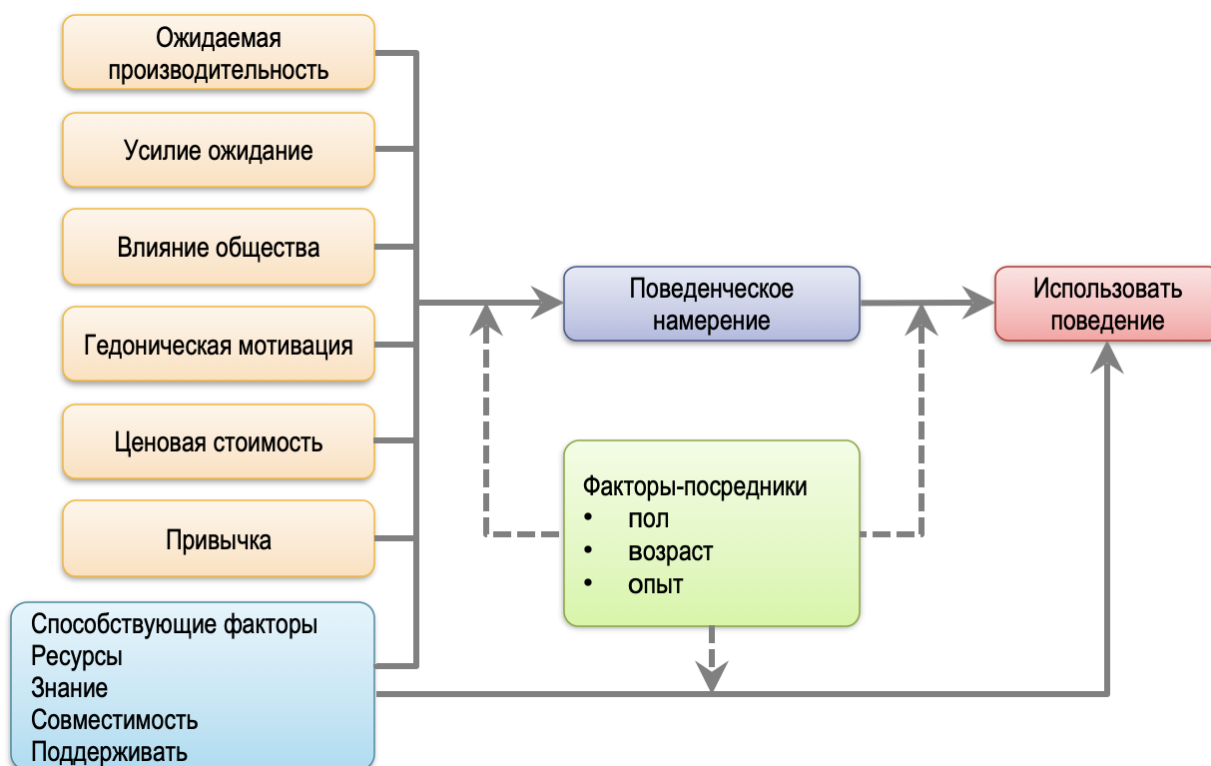 Ожидаемая
производительность
Усилие ожидание
Влияние общества
Гедоническая мотивация
Ценовая стоимость
Привычка
Способствующие факторы
Ресурсы
Знание
Совместимость
Поддерживать
Поведенческое
намерение
Факторы-посредники
• пол
• возраст
• опыт
Использовать
поведение